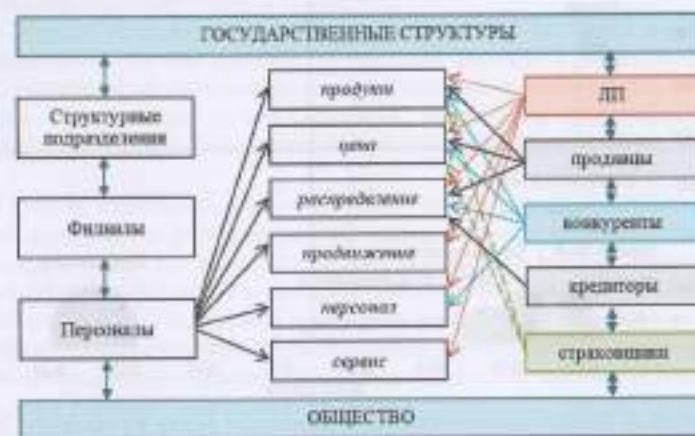 ГОСУДАРСТВЕННЫЕ СТРУКТУРЫ
Структурные
подразделения
Филиалы
Персоналы
продукт
цена
распределение
продвижение
персонал
сервис
ЛП
продавцы
конкуренты
кредиторы
страховщики
ОБЩЕСТВО